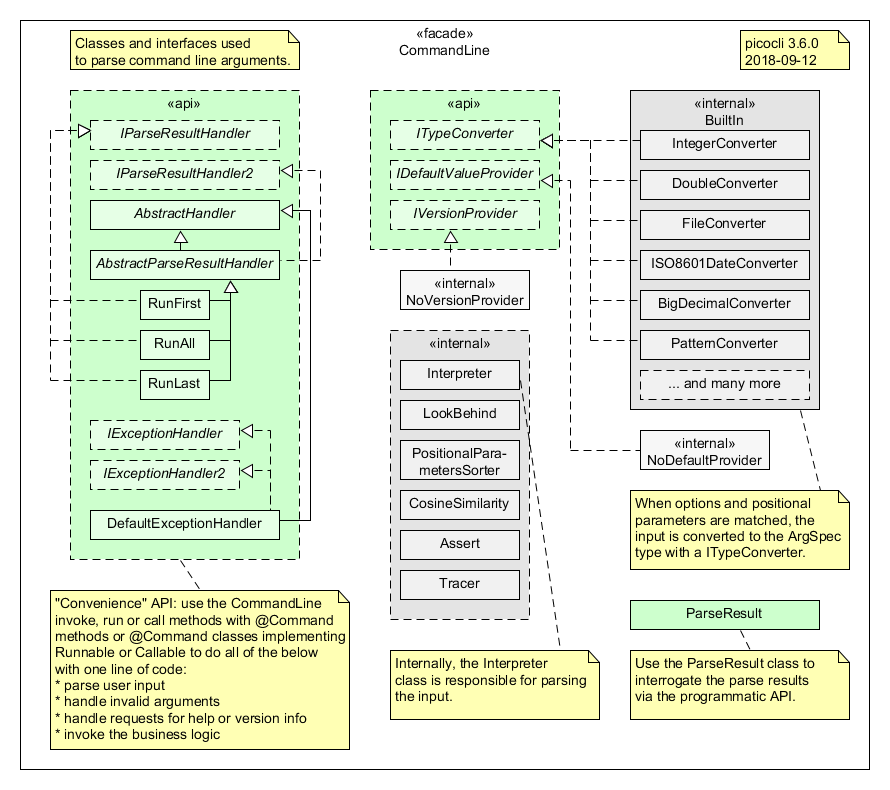 Classes and interfaces used
to parse command line arguments.
«facade»
CommandLine
picocli 3.6.0
2018-09-12
«api»
IParseResultHandler
IParseResultHandler2
AbstractHandler
AbstractParseResultHandler
RunFirst
RunAll
RunLast
IExceptionHandler
IExceptionHandler2
DefaultExceptionHandler
"Convenience" API: use the CommandLine
invoke, run or call methods with @Command
methods or @Command classes implementing
Runnable or Callable to do all of the below
with one line of code:
* parse user input
* handle invalid arguments
* handle requests for help or version info
* invoke the business logic
«api»
ITypeConverter
IDefaultValueProvider
IVersionProvider
«internal»
NoVersionProvider
«internal»
Interpreter
LookBehind
PositionalPara-
metersSorter
CosineSimilarity
Assert
Tracer
Internally, the Interpreter
class is responsible for parsing
the input.
«internal»
BuiltIn
IntegerConverter
DoubleConverter
FileConverter
ISO8601DateConverter
BigDecimalConverter
PatternConverter
... and many more
«internal»
NoDefaultProvider
When options and positional
parameters are matched, the
input is converted to the ArgSpec
type with a ITypeConverter.
ParseResult
Use the ParseResult class to
interrogate the parse results
via the programmatic API.